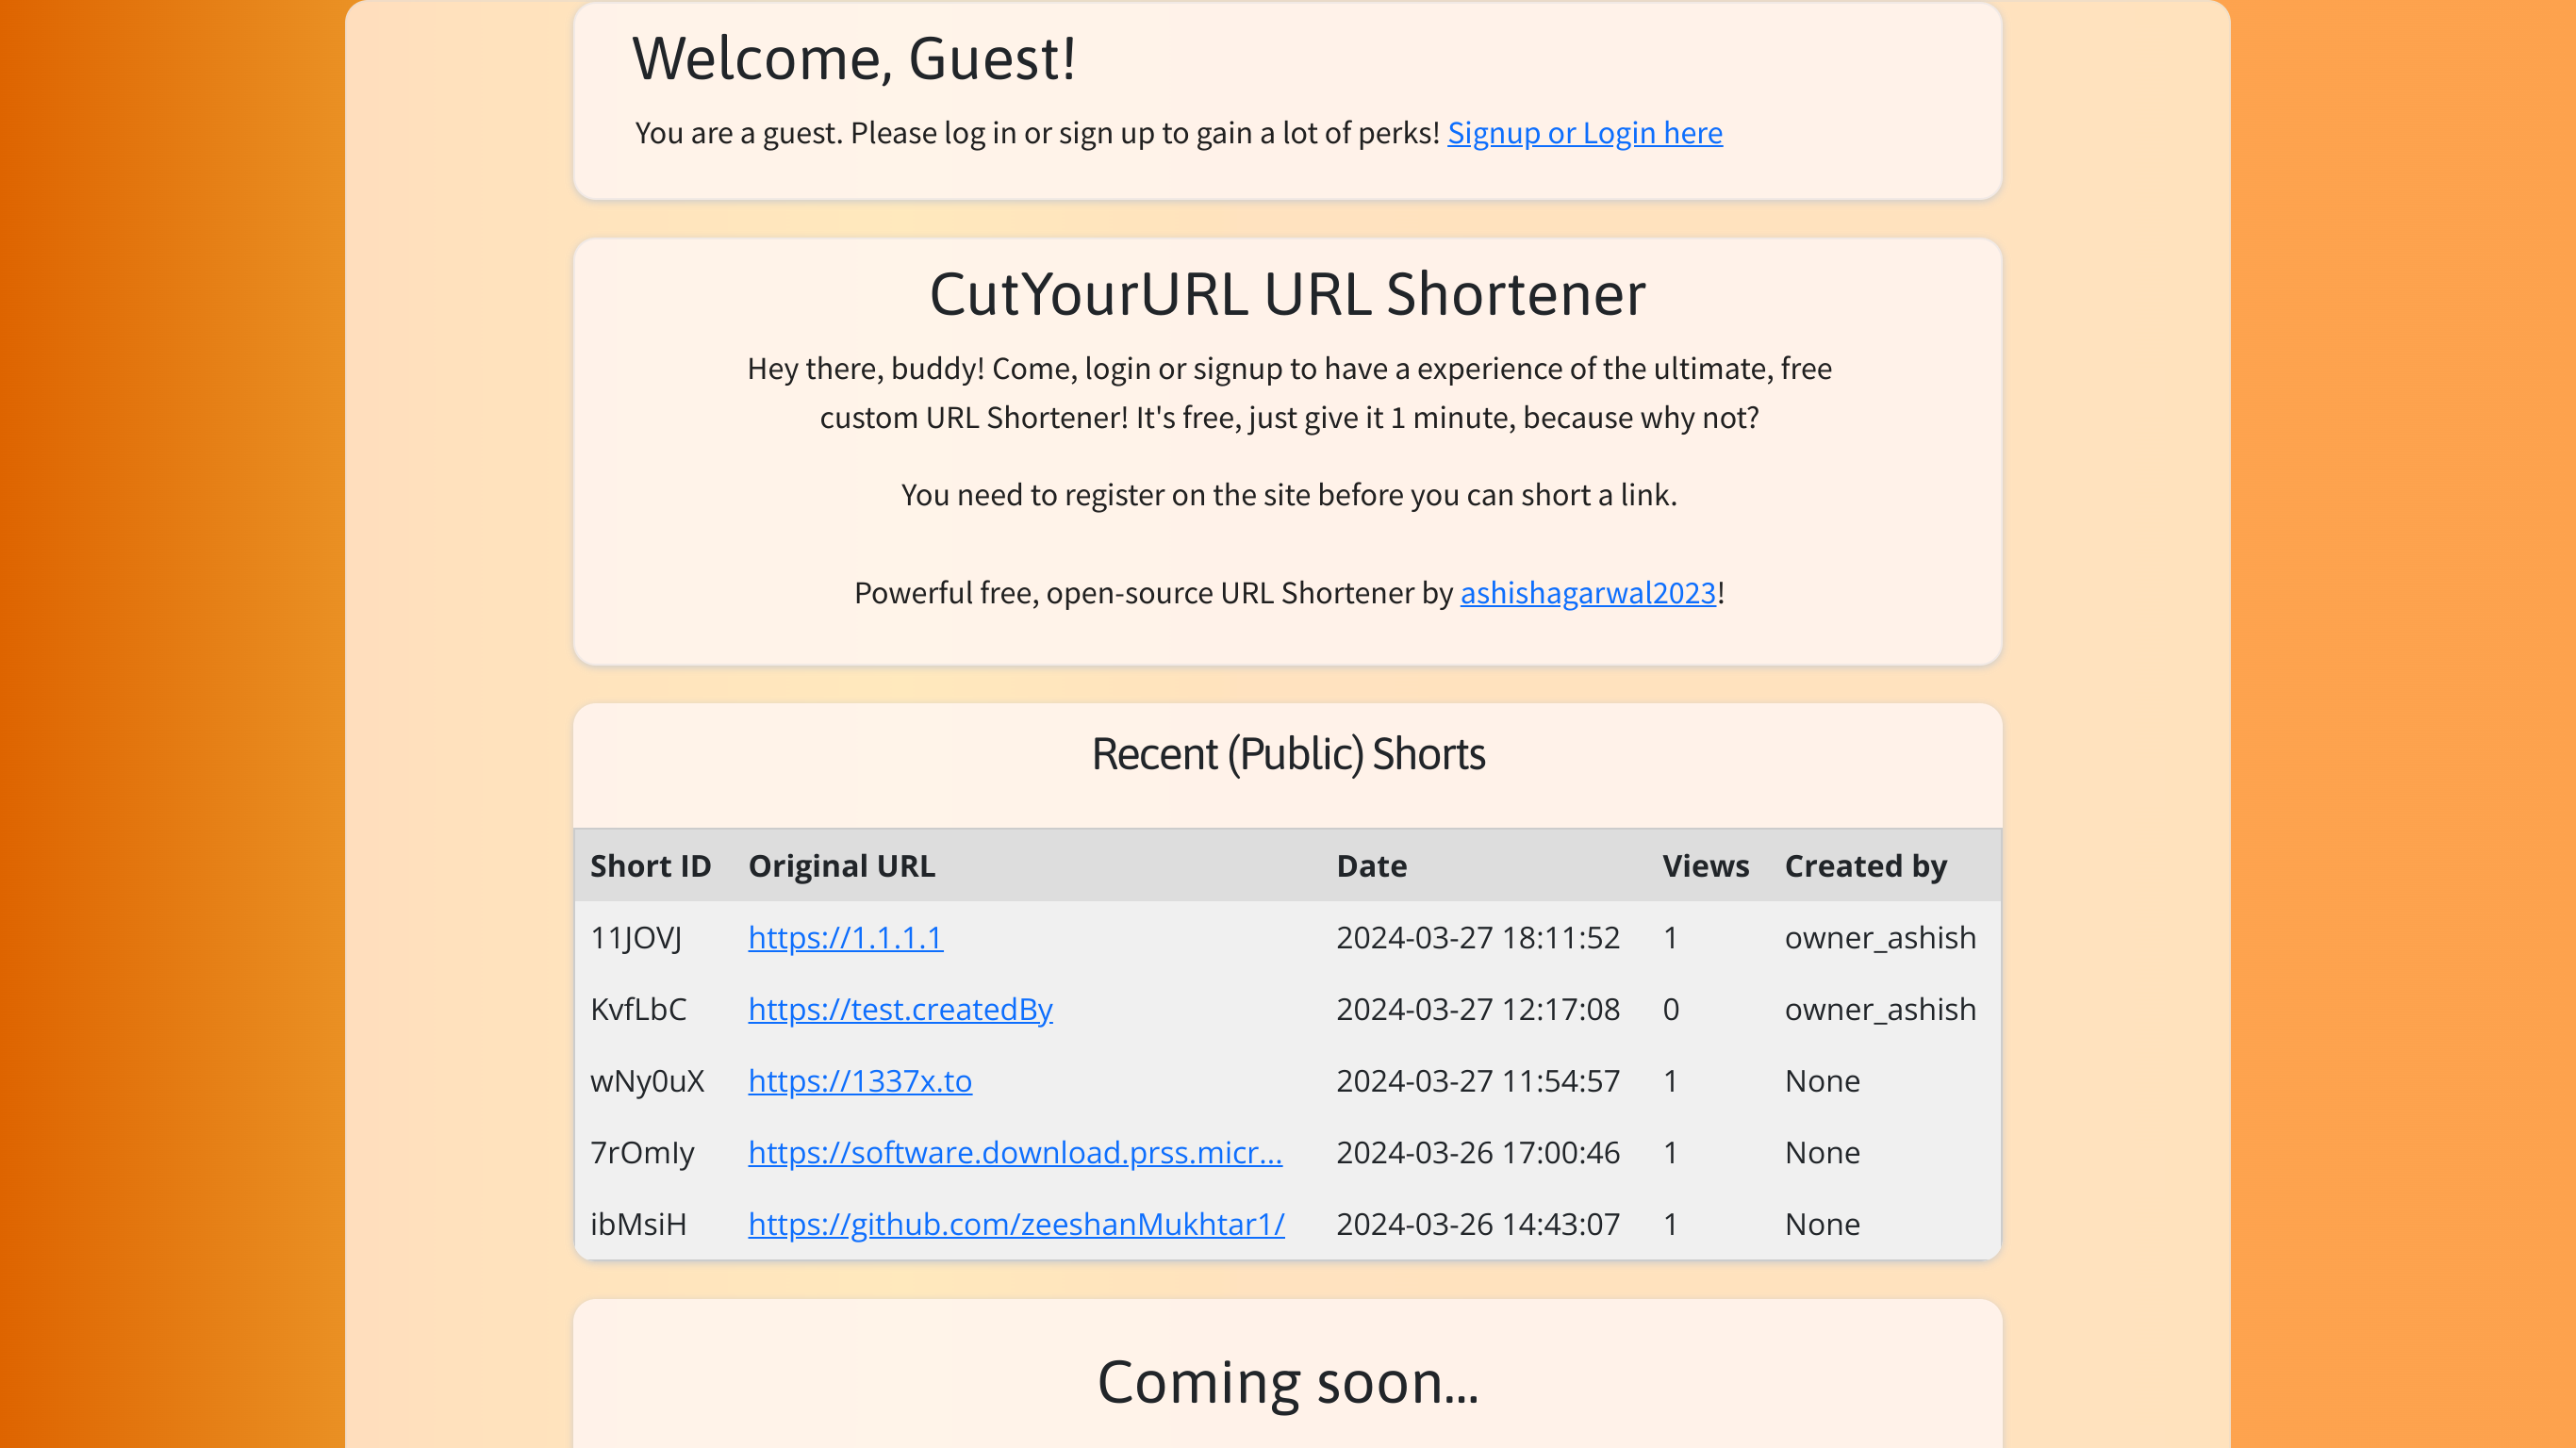 Welcome, Guest!
You are a guest. Please log in or sign up to gain a lot of perks! Signup or Login here
CutYourURL URL Shortener
Hey there, buddy! Come, login or signup to have a experience of the ultimate, free
custom URL Shortener! It's free, just give it 1 minute, because why not?
You need to register on the site before you can short a link.
Powerful free, open-source URL Shortener by ashishagarwal2023!
Recent (Public) Shorts
Short ID Original URL Date Views Created by
11JOVJ https://1.1.1.1 2024-03-27 18:11:52 1 owner_ashish
KvfLbC https://test.createdBy 2024-03-27 12:17:08 0 owner_ashish
wNy0uX https://1337x.to 2024-03-27 11:54:57 1 None
7rOmIy https://software.download.prss.micr... 2024-03-26 17:00:46 1 None
ibMsiH https://github.com/zeeshanMukhtar1/ 2024-03-26 14:43:07 1 None
Coming soon...